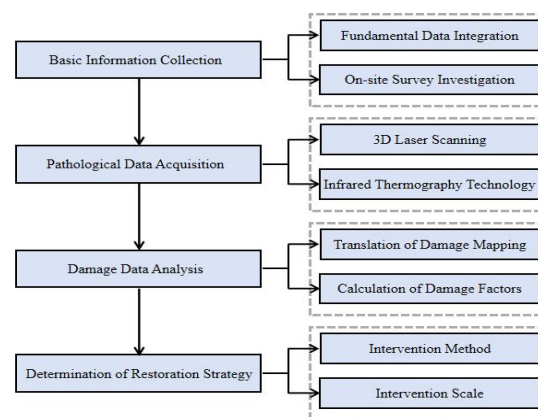 Basic Information Collection
Fundamental Data Integration
On-site Survey Investigation
Pathological Data Acquisition
3D Laser Scanning
Infrared Thermography Technology
Damage Data Analysis
Translation of Damage Mapping
Calculation of Damage Factors
Determination of Restoration Strategy
Intervention Method
Intervention Scale